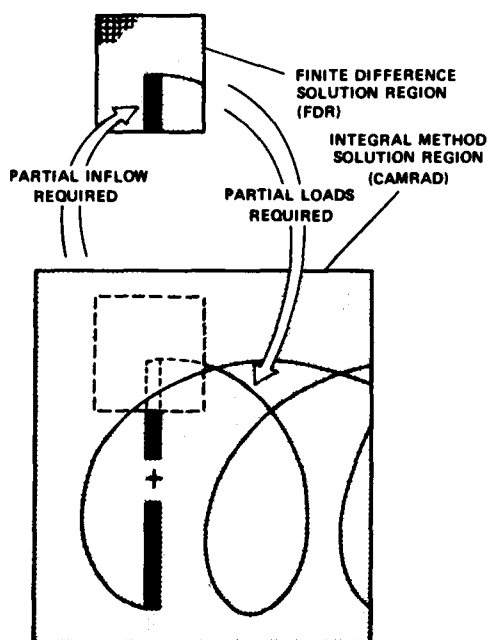 FINITE DIFFERENCE
SOLUTION REGION
(FDR)
INTEGRAL METHOD
SOLUTION REGION
(CAMRAD)
PARTIAL INFLOW
REQUIRED
PARTIAL LOADS
REQUIRED